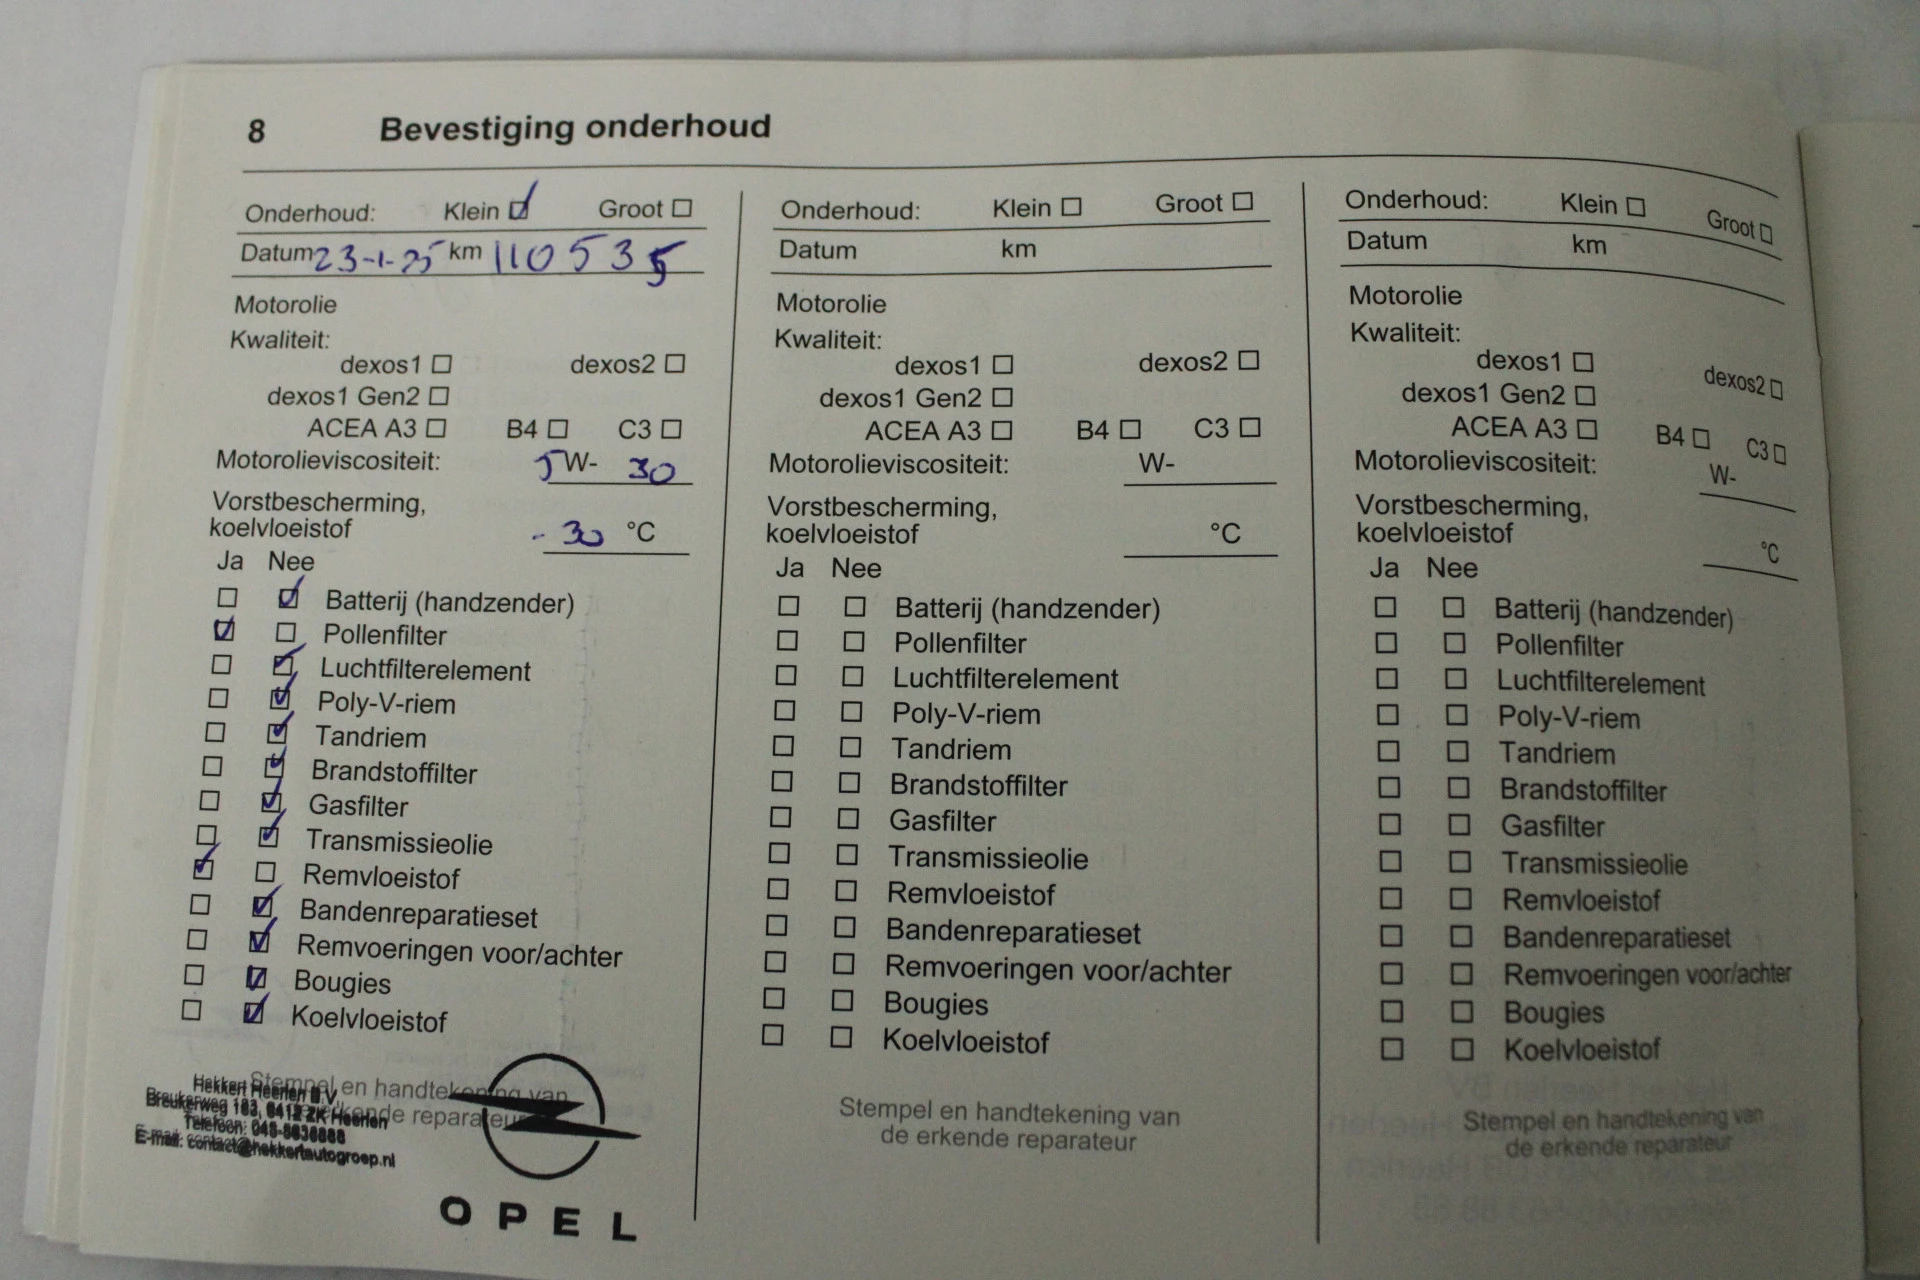 8 Bevestiging onderhoud
Onderhoud: Klein Groot
Datum 23-1-25 km 110535
Motorolie
Kwaliteit:
dexos1 dexos2
dexos1 Gen2
ACEA A3 B4 C3
Motorolieviscositeit: 5 W- 30
Vorstbescherming,
koelvloeistof - 30 °C
Ja Nee
Batterij (handzender)
Pollenfilter
Luchtfilterelement
Poly-V-riem
Tandriem
Brandstoffilter
Gasfilter
Transmissieolie
Remvloeistof
Bandenreparatieset
Remvoeringen voor/achter
Bougies
Koelvloeistof
Stempel en handtekening van
de erkende reparateur
Hekkert Heerlen B.V.
Breukerweg 183, 6412 ZK Heerlen
Telefoon:
E-mail: contact@hekkertautogroep.nl
OPEL
Onderhoud: Klein Groot
Datum km
Motorolie
Kwaliteit:
dexos1 dexos2
dexos1 Gen2
ACEA A3 B4 C3
Motorolieviscositeit: W-
Vorstbescherming,
koelvloeistof °C
Ja Nee
Batterij (handzender)
Pollenfilter
Luchtfilterelement
Poly-V-riem
Tandriem
Brandstoffilter
Gasfilter
Transmissieolie
Remvloeistof
Bandenreparatieset
Remvoeringen voor/achter
Bougies
Koelvloeistof
Stempel en handtekening van
de erkende reparateur
Onderhoud: Klein Groot
Datum km
Motorolie
Kwaliteit:
dexos1 dexos2
dexos1 Gen2
ACEA A3 B4 C3
Motorolieviscositeit: W-
Vorstbescherming,
koelvloeistof °C
Ja Nee
Batterij (handzender)
Pollenfilter
Luchtfilterelement
Poly-V-riem
Tandriem
Brandstoffilter
Gasfilter
Transmissieolie
Remvloeistof
Bandenreparatieset
Remvoeringen voor/achter
Bougies
Koelvloeistof
Stempel en handtekening van
de erkende reparateur